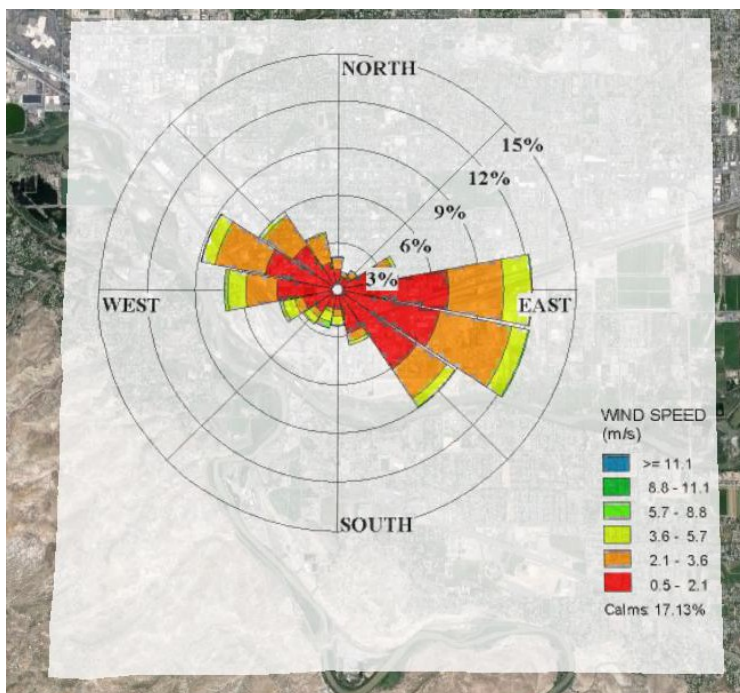 NORTH
15%
12%
9%
6%
3%
WEST
EAST
SOUTH
WIND SPEED
(m/s)
>= 11.1
8.8 - 11.1
5.7 - 8.8
3.6 - 5.7
2.1 - 3.6
0.5 - 2.1
Calms: 17.13%